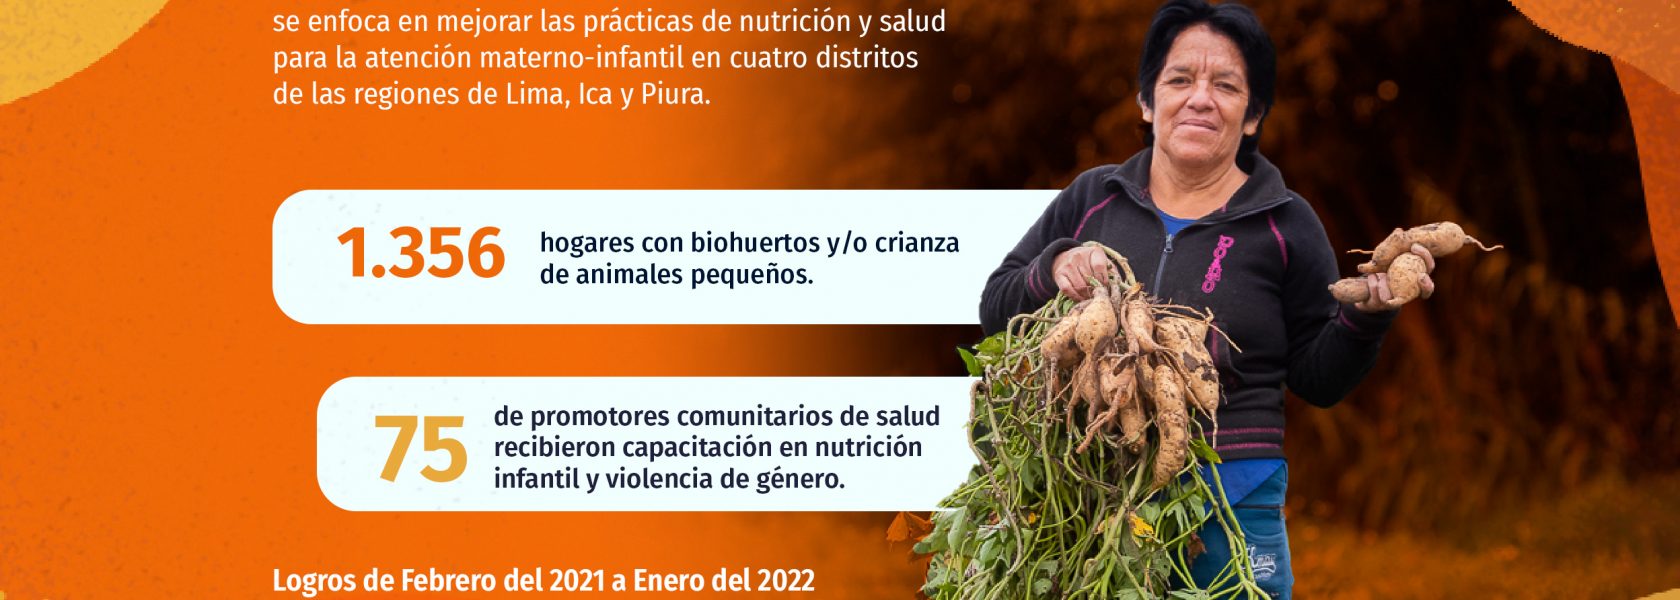 se enfoca en mejorar las prácticas de nutrición y salud
para la atención materno-infantil en cuatro distritos
de las regiones de Lima, Ica y Piura.
1.356
hogares con biohuertos y/o crianza
de animales pequeños.
75
de promotores comunitarios de salud
recibieron capacitación en nutrición
infantil y violencia de género.
Logros de Febrero del 2021 a Enero del 2022